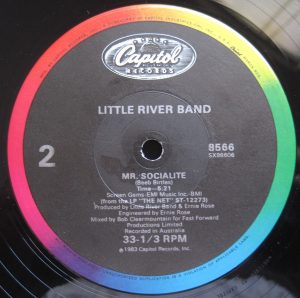 Capitol
RECORDS
LITTLE RIVER BAND
2
8566
SX98606
MR. SOCIALITE
(Beeb Birtles)
Time—5:21
Screen Gems-EMI Music Inc.-BMI
(from the LP "THE NET" ST-12273)
Produced by Little River Band & Ernie Rose
Engineered by Ernie Rose
Mixed by Bob Clearmountain for Fast Forward
Productions Limited
Recorded in Australia
33-1/3 RPM
℗1983 Capitol Records, Inc.